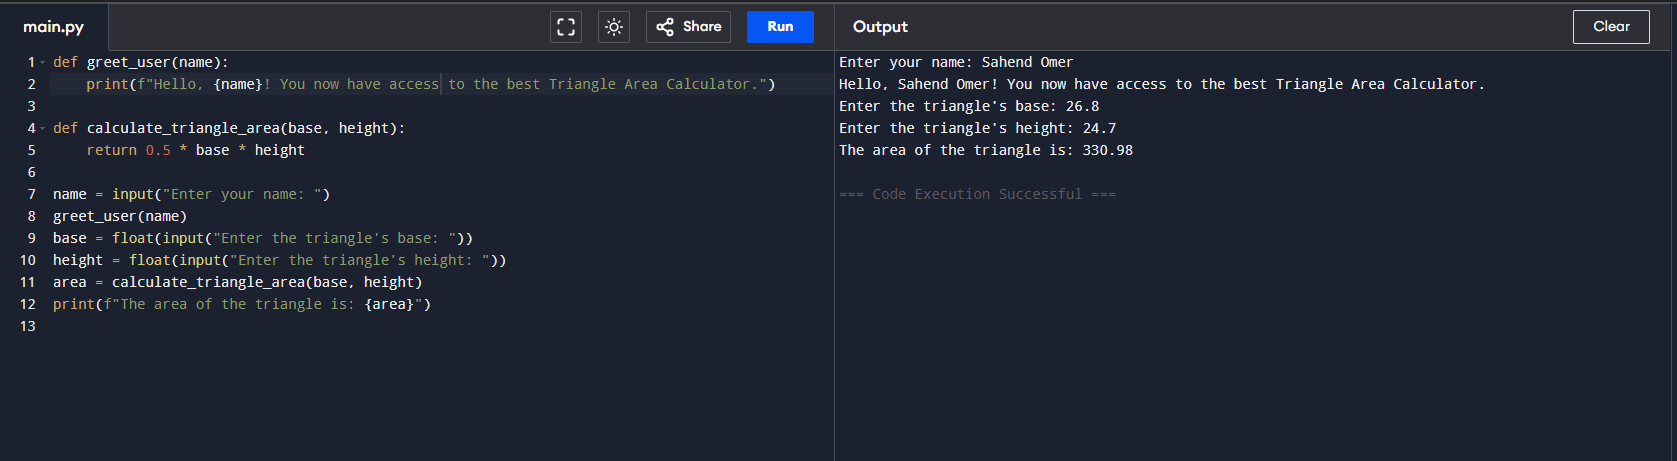 main.py
Share
Run
Output
Clear
1 def greet_user(name):
2     print(f"Hello, {name}! You now have access to the best Triangle Area Calculator.")
3
4 def calculate_triangle_area(base, height):
5     return 0.5 * base * height
6
7 name = input("Enter your name: ")
8 greet_user(name)
9 base = float(input("Enter the triangle's base: "))
10 height = float(input("Enter the triangle's height: "))
11 area = calculate_triangle_area(base, height)
12 print(f"The area of the triangle is: {area}")
13
Enter your name: Sahend Omer
Hello, Sahend Omer! You now have access to the best Triangle Area Calculator.
Enter the triangle's base: 26.8
Enter the triangle's height: 24.7
The area of the triangle is: 330.98
=== Code Execution Successful ===